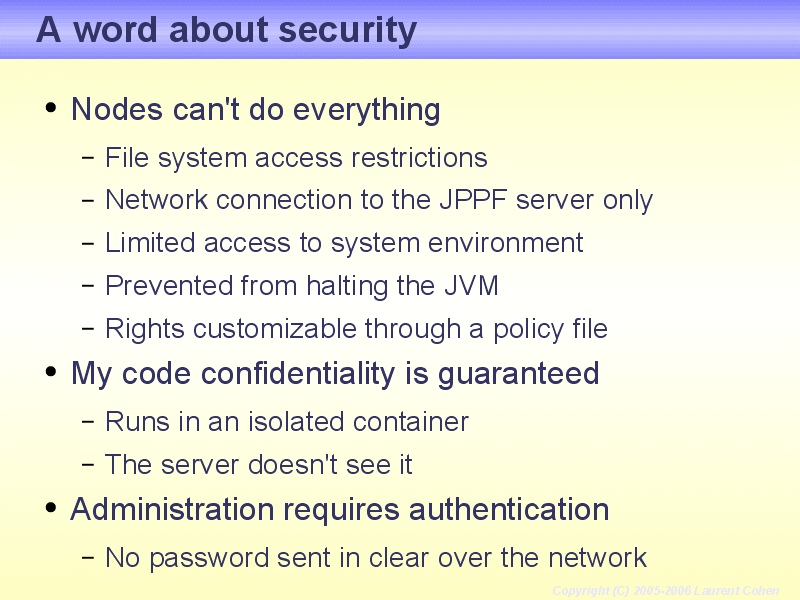 A word about security
• Nodes can't do everything
– File system access restrictions
– Network connection to the JPPF server only
– Limited access to system environment
– Prevented from halting the JVM
– Rights customizable through a policy file
• My code confidentiality is guaranteed
– Runs in an isolated container
– The server doesn't see it
• Administration requires authentication
– No password sent in clear over the network
Copyright (C) 2005-2006 Laurent Cohen